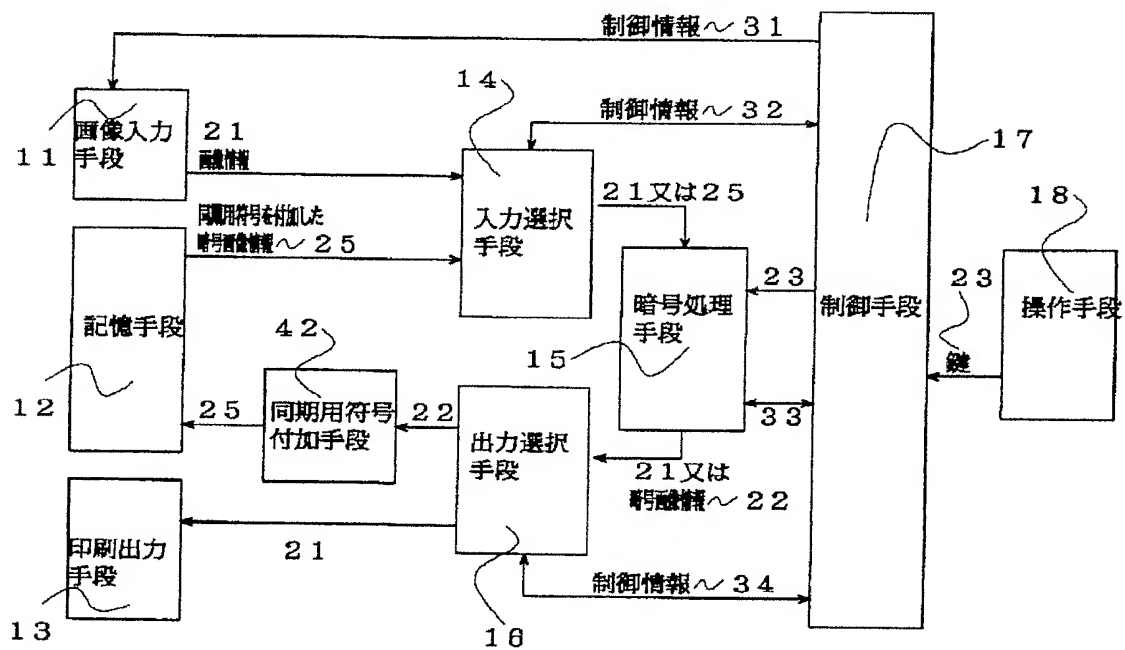 制御情報～31
14
制御情報～32
画像入力
手段
11
21
画像情報
17
21又は25
18
同期用符号を付加した
暗号画像情報～25
入力選択
手段
23
23
暗号処理
手段
制御手段
操作手段
記憶手段
42
15
鍵
12
25
同期用符号
付加手段
22
33
出力選択
手段
21又は
暗号画像情報～22
印刷出力
手段
21
13
制御情報～34
16